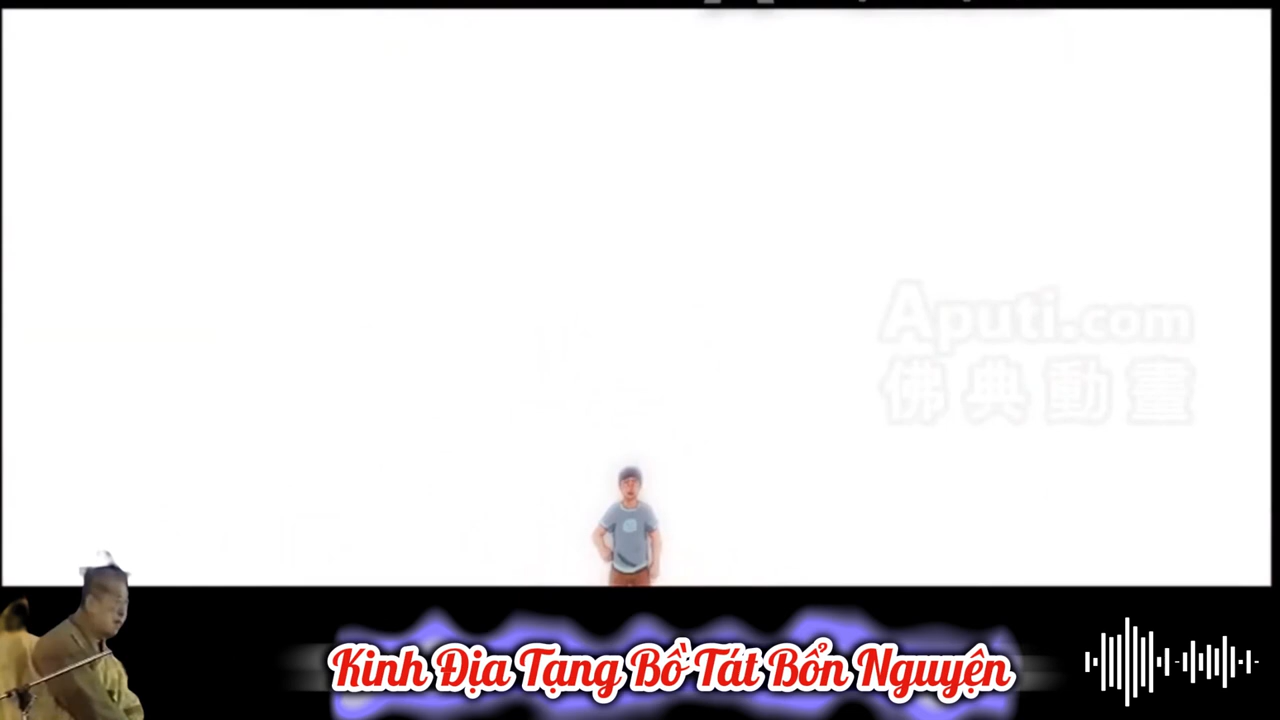 Aputi.com
佛典動畫
Kinh Địa Tạng Bồ Tát Bổn Nguyện